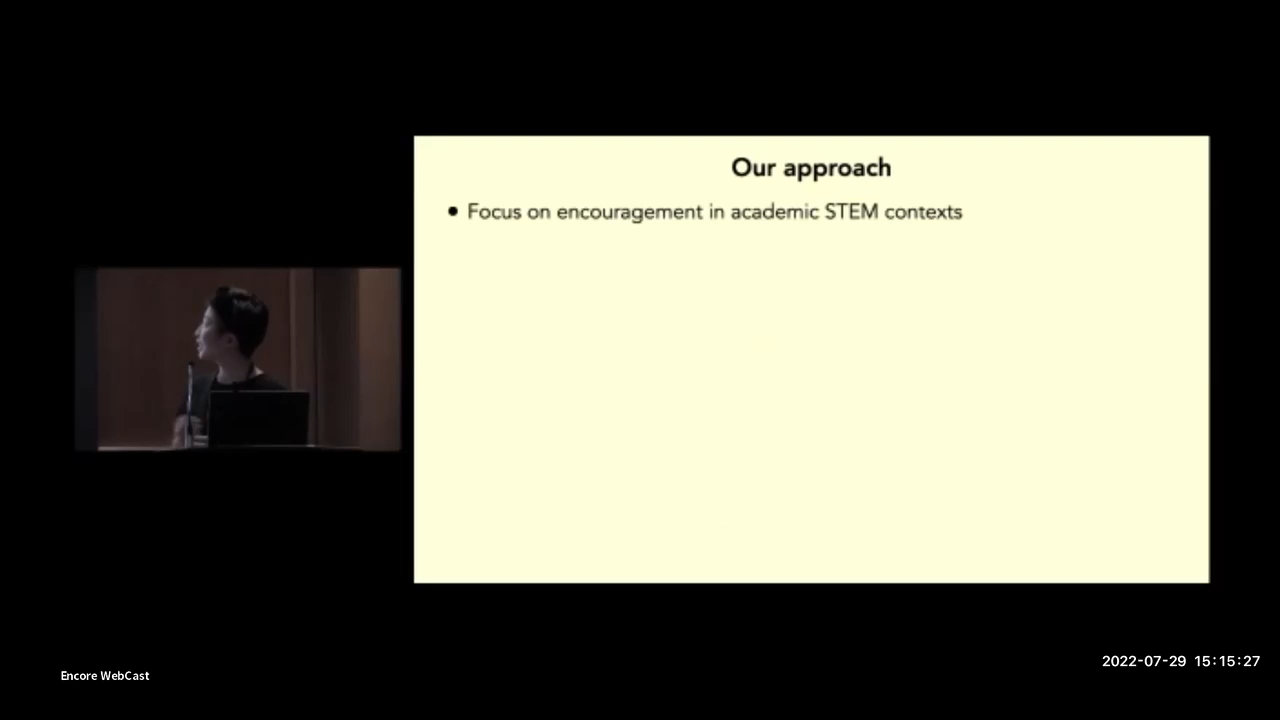 Our approach
• Focus on encouragement in academic STEM contexts
2022-07-29 15:15:27
Encore WebCast